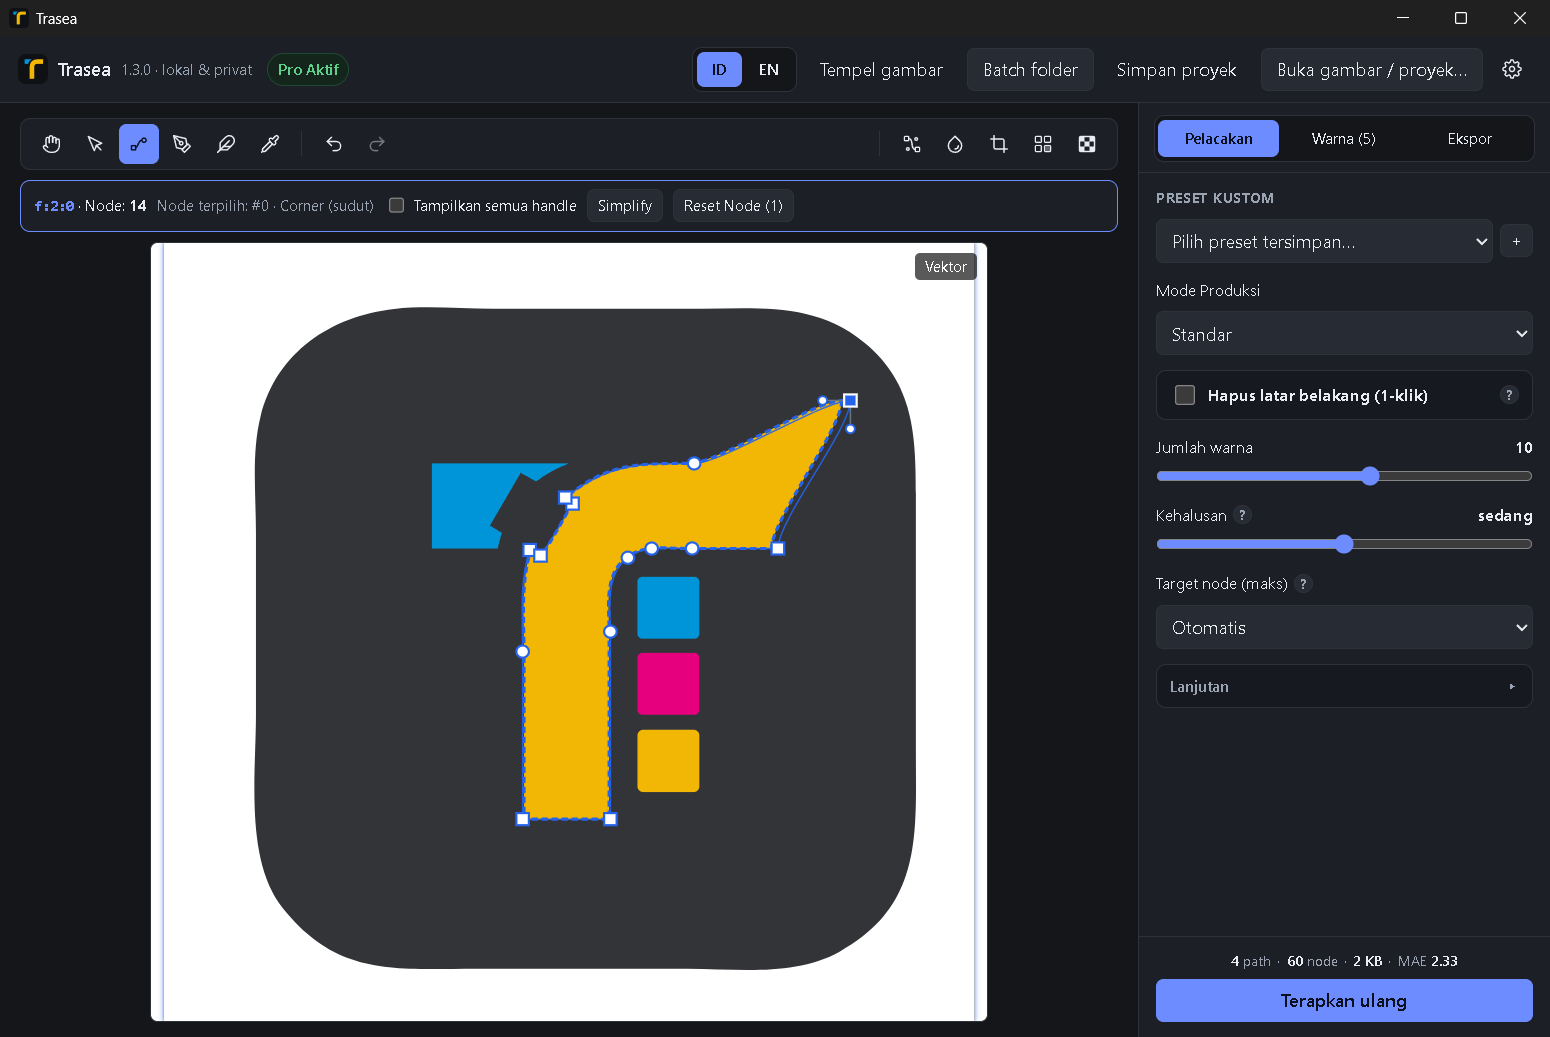 Trasea
Trasea 1.3.0 · lokal & privat Pro Aktif ID EN Tempel gambar Batch folder Simpan proyek Buka gambar / proyek...
Pelacakan Warna (5) Ekspor
f:2:0 · Node: 14 Node terpilih: #0 · Corner (sudut) Tampilkan semua handle Simplify Reset Node (1)
Vektor
PRESET KUSTOM
Pilih preset tersimpan... +
Mode Produksi
Standar
Hapus latar belakang (1-klik) ?
Jumlah warna 10
Kehalusan ? sedang
Target node (maks) ?
Otomatis
Lanjutan
4 path · 60 node · 2 KB · MAE 2.33
Terapkan ulang